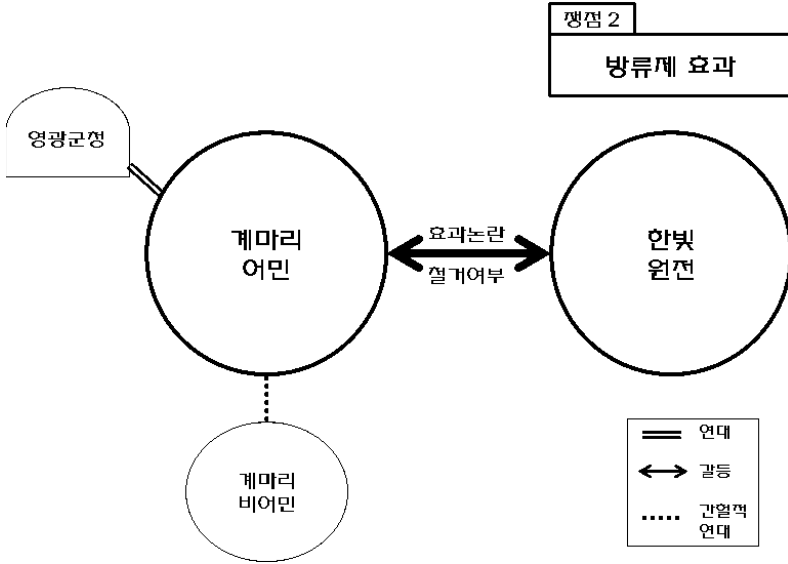 쟁점 2
방류제 효과
영광군청
계마리
어민
효과논란
철거여부
한빛
원전
계마리
비어민
연대
갈등
간헐적
연대